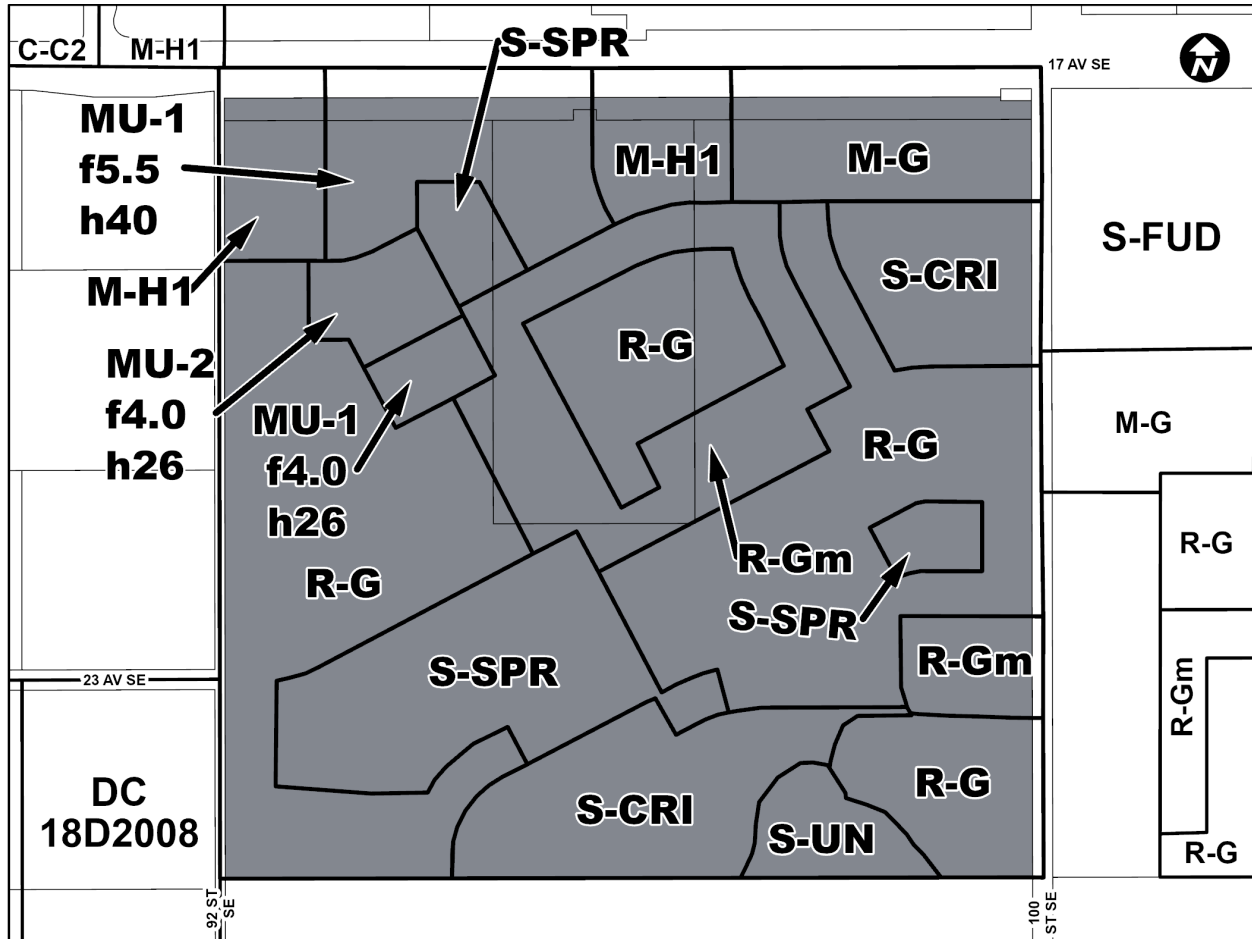 C-C2
M-H1
S-SPR
17 AV SE
N
MU-1
f5.5
h40
M-H1
M-G
S-FUD
S-CRI
M-H1
R-G
MU-2
f4.0
h26
MU-1
f4.0
h26
M-G
R-G
R-G
R-Gm
R-G
S-SPR
R-Gm
S-SPR
23 AV SE
R-Gm
DC
18D2008
S-CRI
R-G
S-UN
R-G
92 ST
SE
100
ST SE